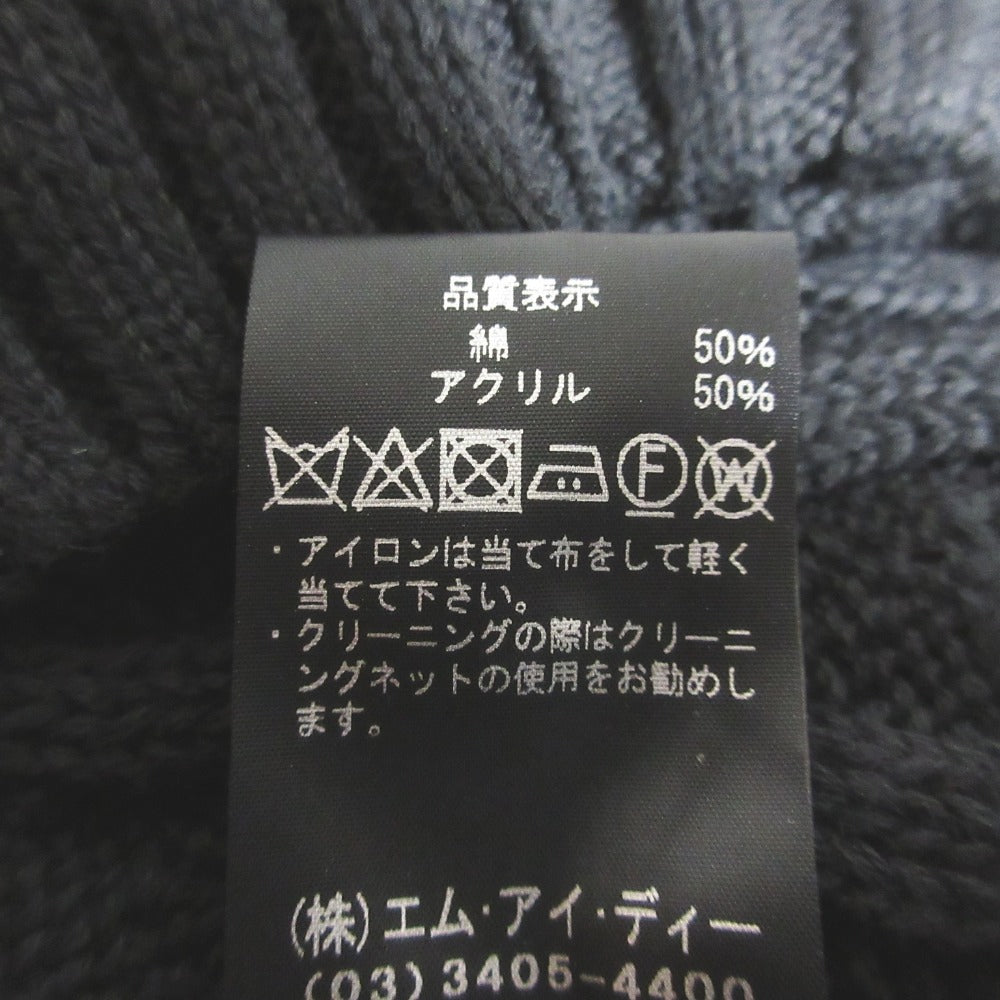 品質表示
綿 50%
アクリル 50%
F W
・アイロンは当て布をして軽く
当てて下さい。
・クリーニングの際はクリーニ
ングネットの使用をお勧めし
ます。
(株)エム・アイ・ディー
(03)3405-4400